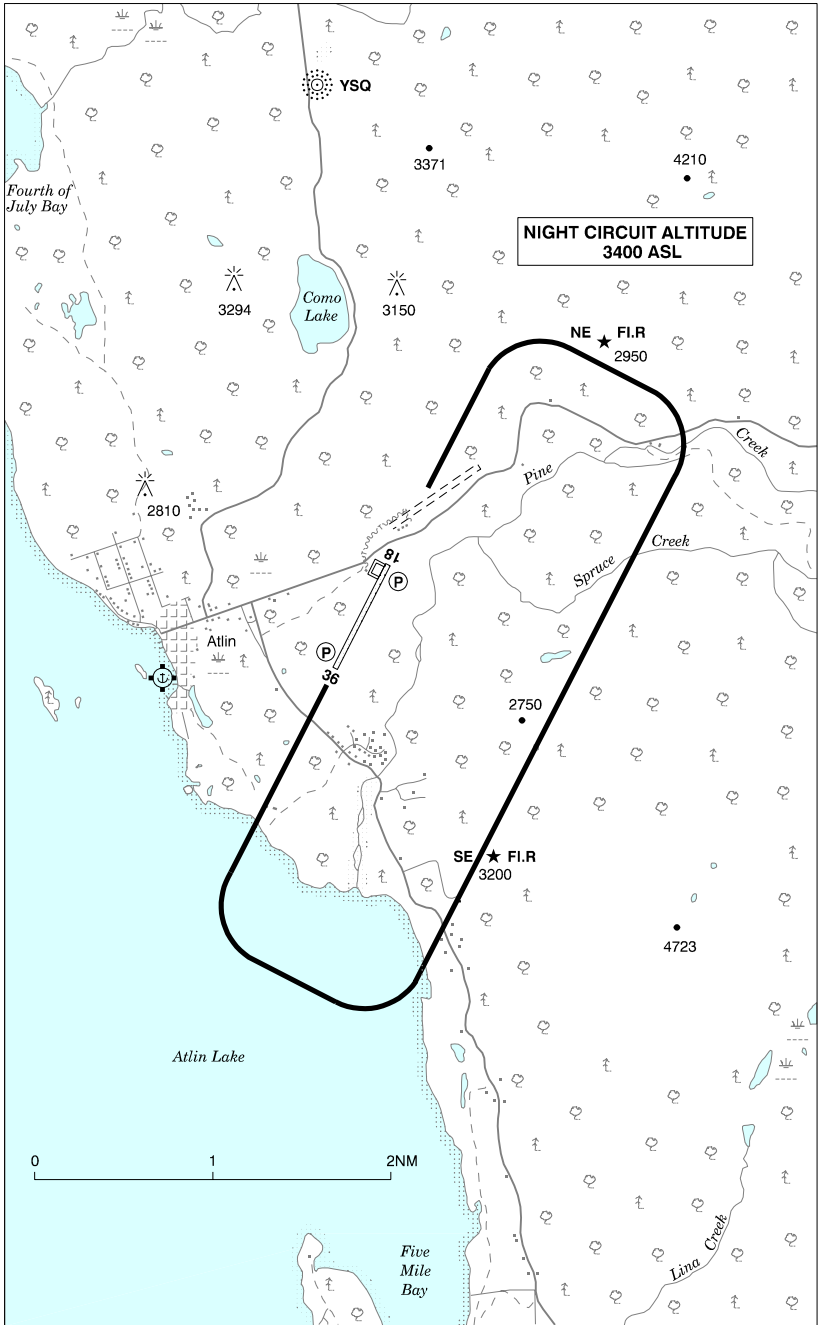 YSQ
3371
4210
Fourth of
July Bay
NIGHT CIRCUIT ALTITUDE
3400 ASL
3294
Como
Lake
3150
NE FI.R
2950
Creek
Pine
2810
18
P
Spruce Creek
Atlin
P
36
2750
SE FI.R
3200
4723
Atlin Lake
0 1 2NM
Five
Mile
Bay
Lina Creek